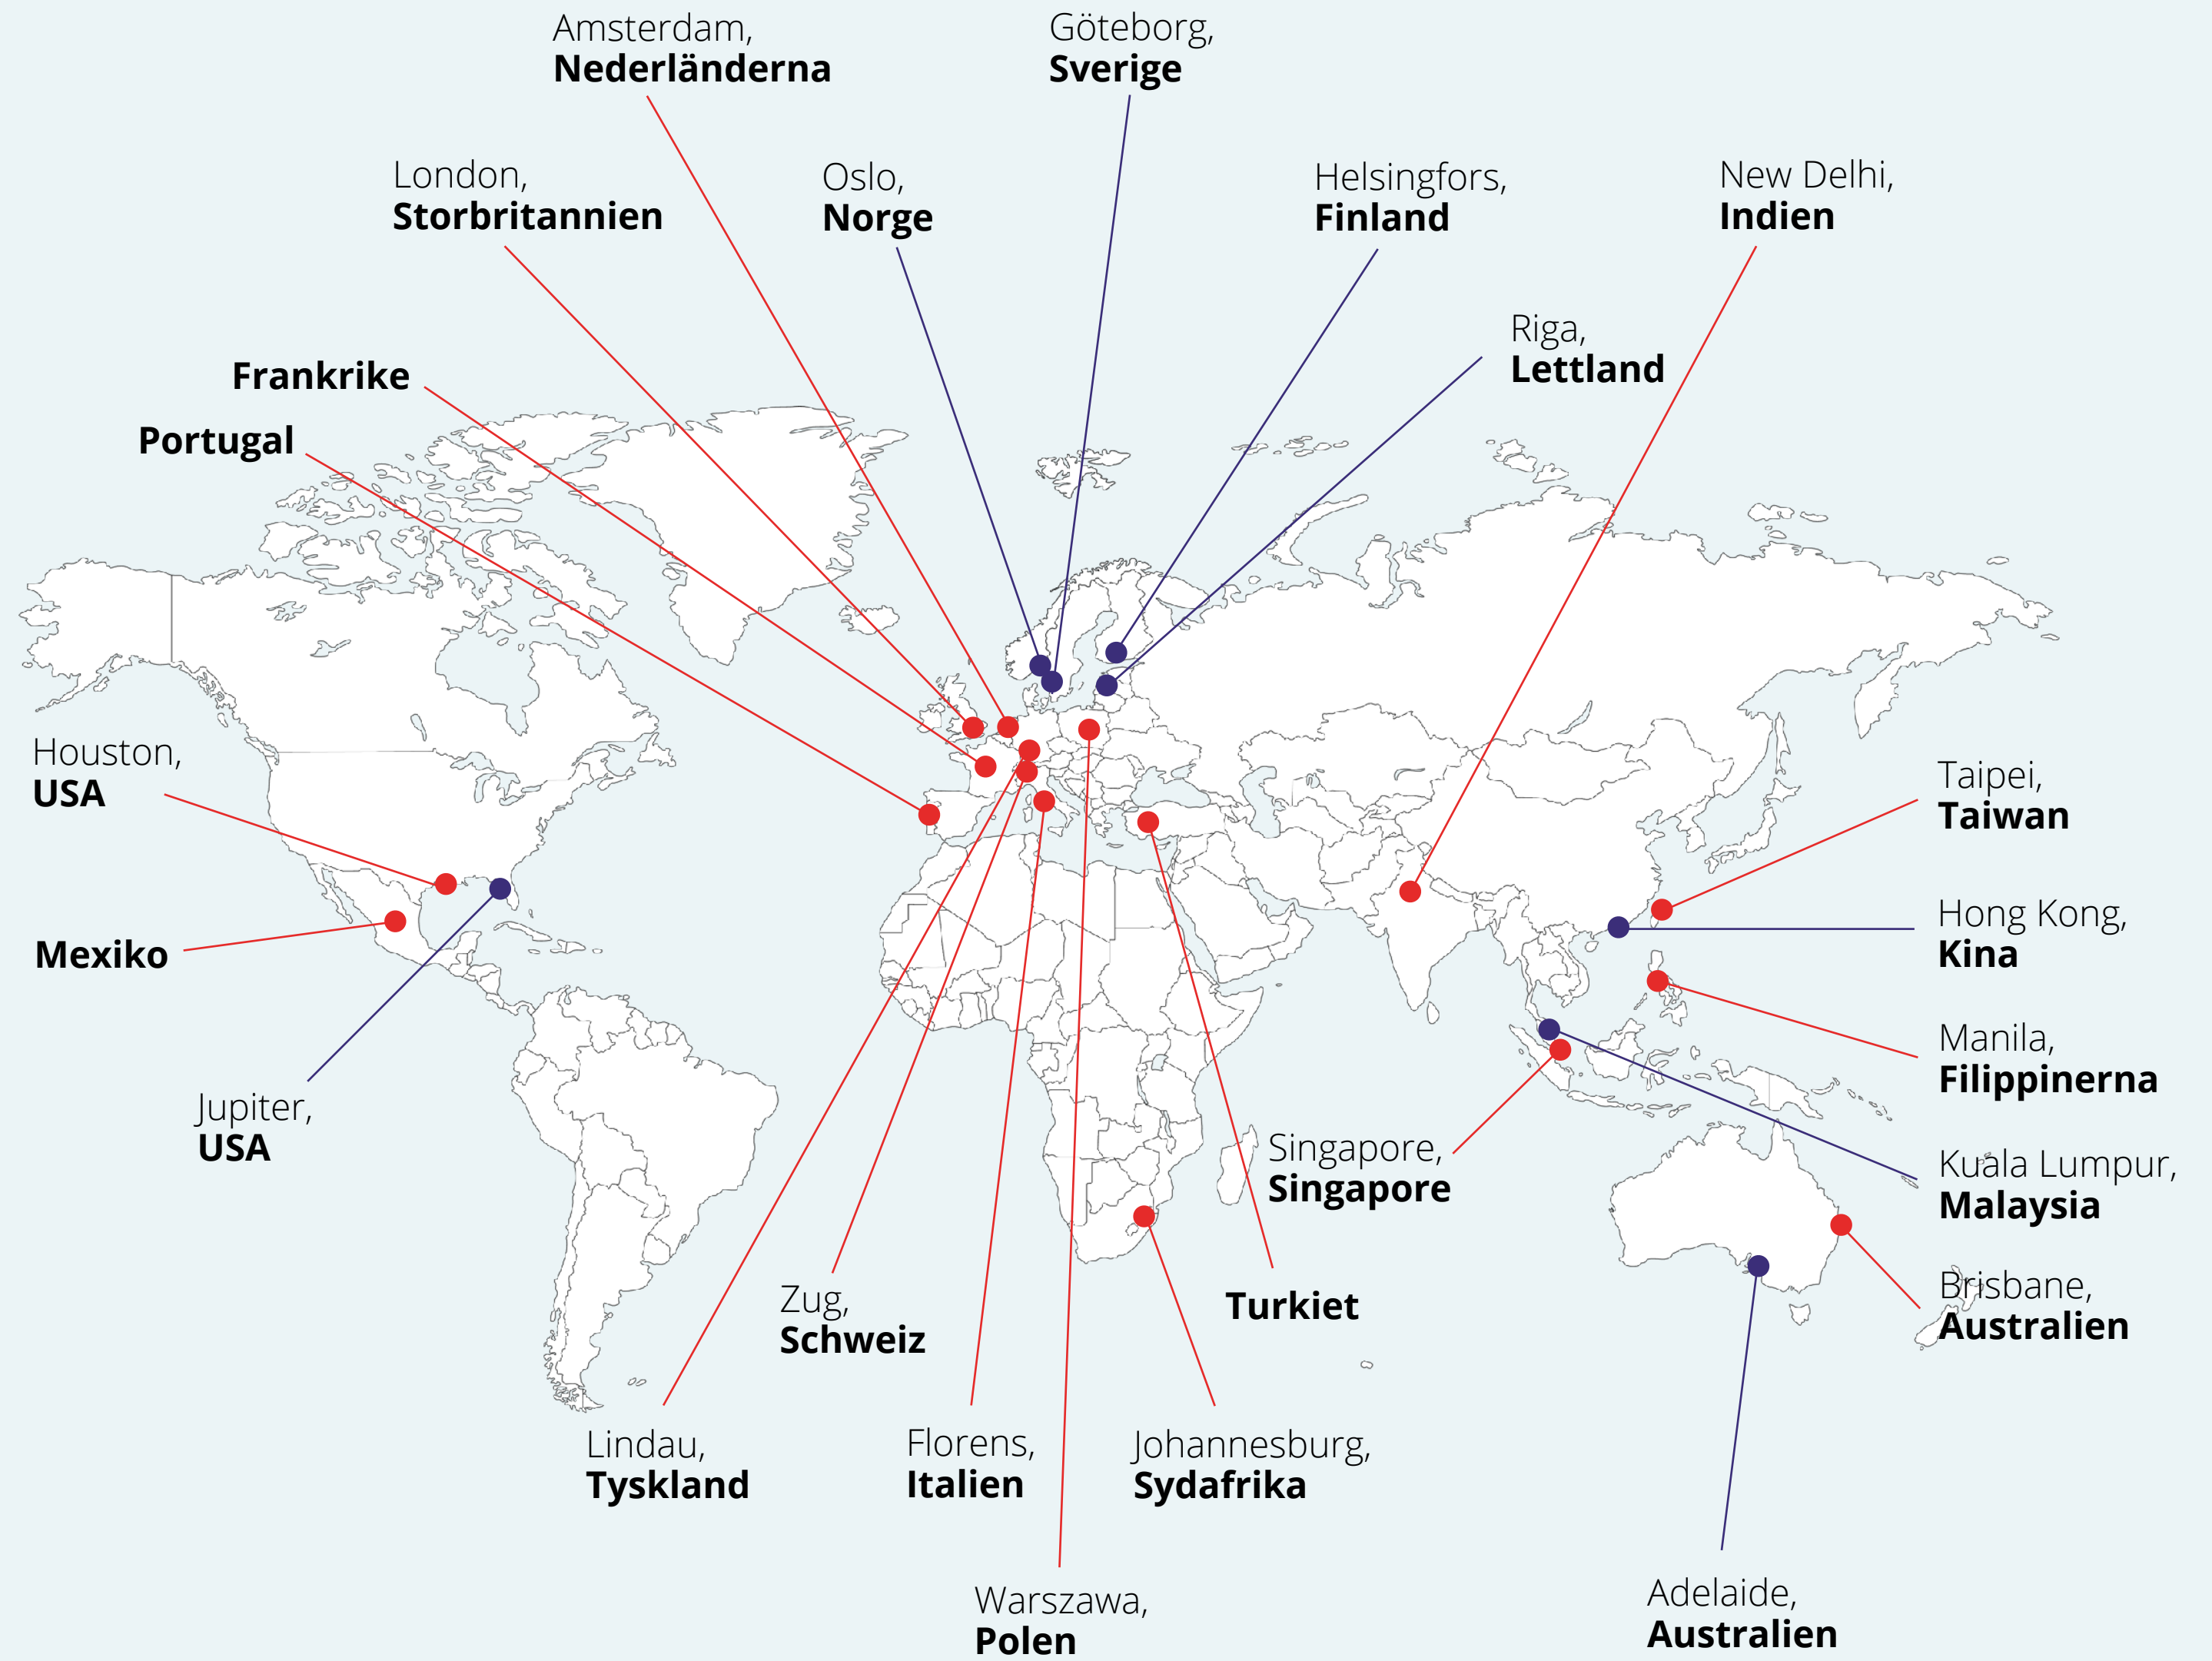 Amsterdam,
Nederländerna
Göteborg,
Sverige
London,
Storbritannien
Oslo,
Norge
Helsingfors,
Finland
New Delhi,
Indien
Riga,
Lettland
Frankrike
Portugal
Houston,
USA
Taipei,
Taiwan
Hong Kong,
Kina
Mexiko
Manila,
Filippinerna
Jupiter,
USA
Singapore,
Singapore
Kuala Lumpur,
Malaysia
Brisbane,
Australien
Zug,
Schweiz
Turkiet
Lindau,
Tyskland
Florens,
Italien
Johannesburg,
Sydafrika
Warszawa,
Polen
Adelaide,
Australien